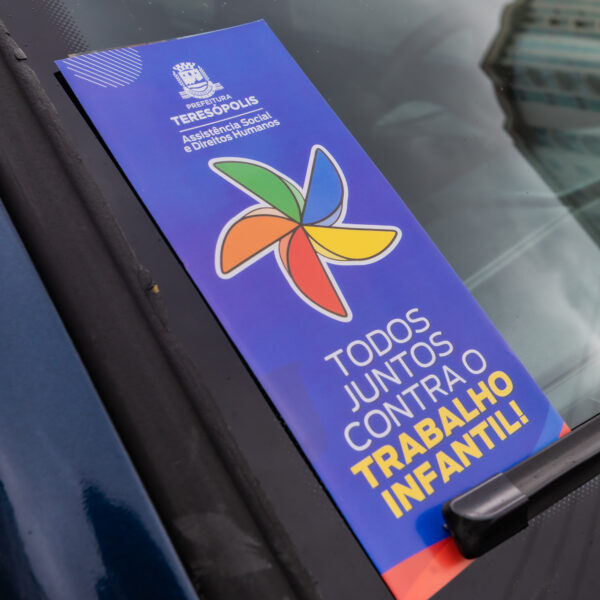 PREFEITURA
TERESÓPOLIS
Assistência Social
e Direitos Humanos
TODOS
JUNTOS
CONTRA O
TRABALHO
INFANTIL!